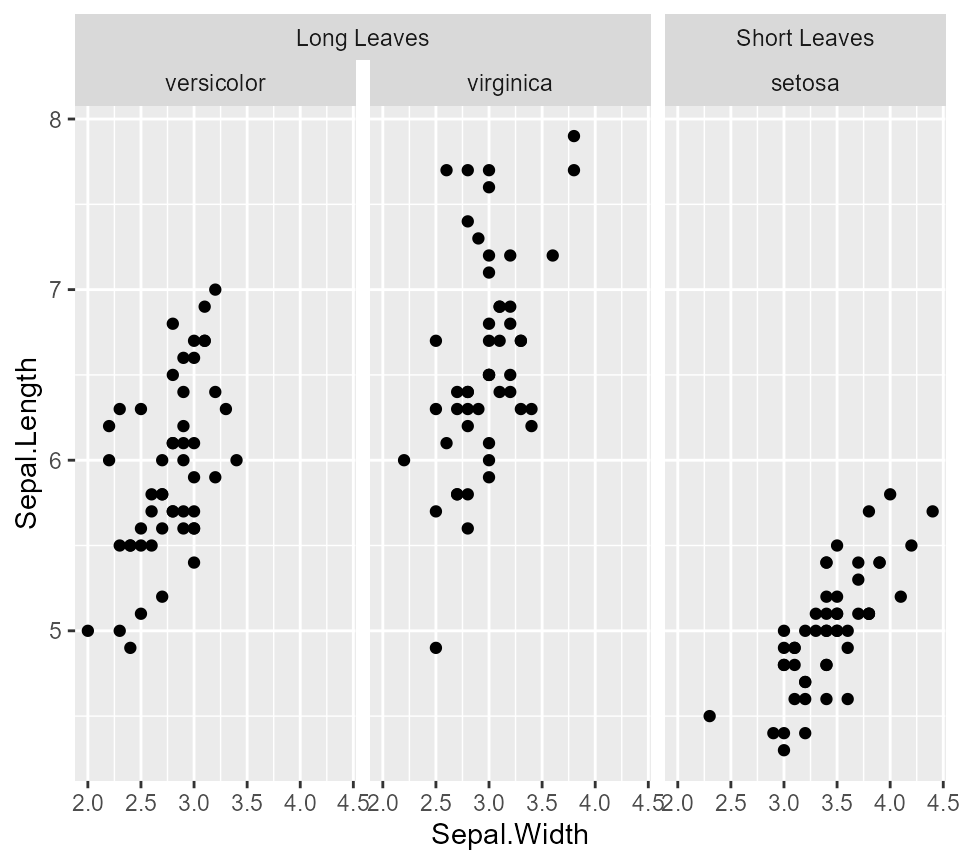 Long Leaves Short Leaves
versicolor virginica setosa
8
7
6
5
Sepal.Length
2.0 2.5 3.0 3.5 4.0 4.5 2.0 2.5 3.0 3.5 4.0 4.5 2.0 2.5 3.0 3.5 4.0 4.5
Sepal.Width